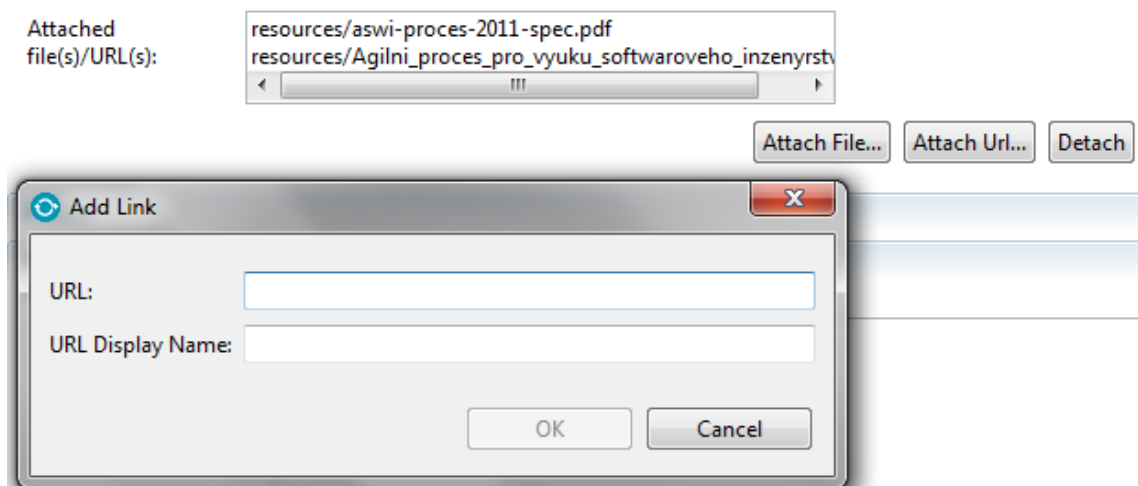 Attached
file(s)/URL(s):
resources/aswi-proces-2011-spec.pdf
resources/Agilni_proces_pro_vyuku_softwaroveho_inzenyrstv
Attach File...
Attach Url...
Detach
Add Link
URL:
URL Display Name:
OK
Cancel